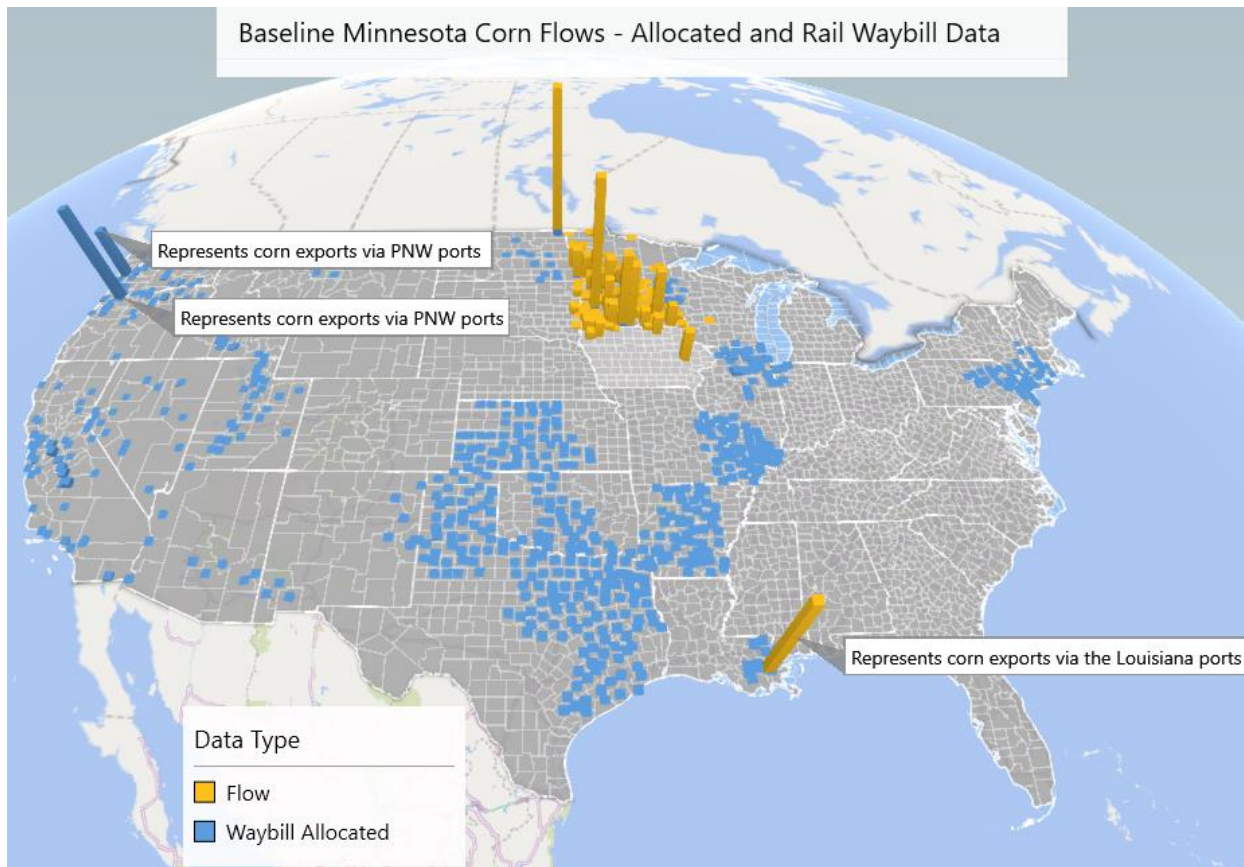 Baseline Minnesota Corn Flows - Allocated and Rail Waybill Data
Represents corn exports via PNW ports
Represents corn exports via PNW ports
Represents corn exports via the Louisiana ports
Data Type
Flow
Waybill Allocated